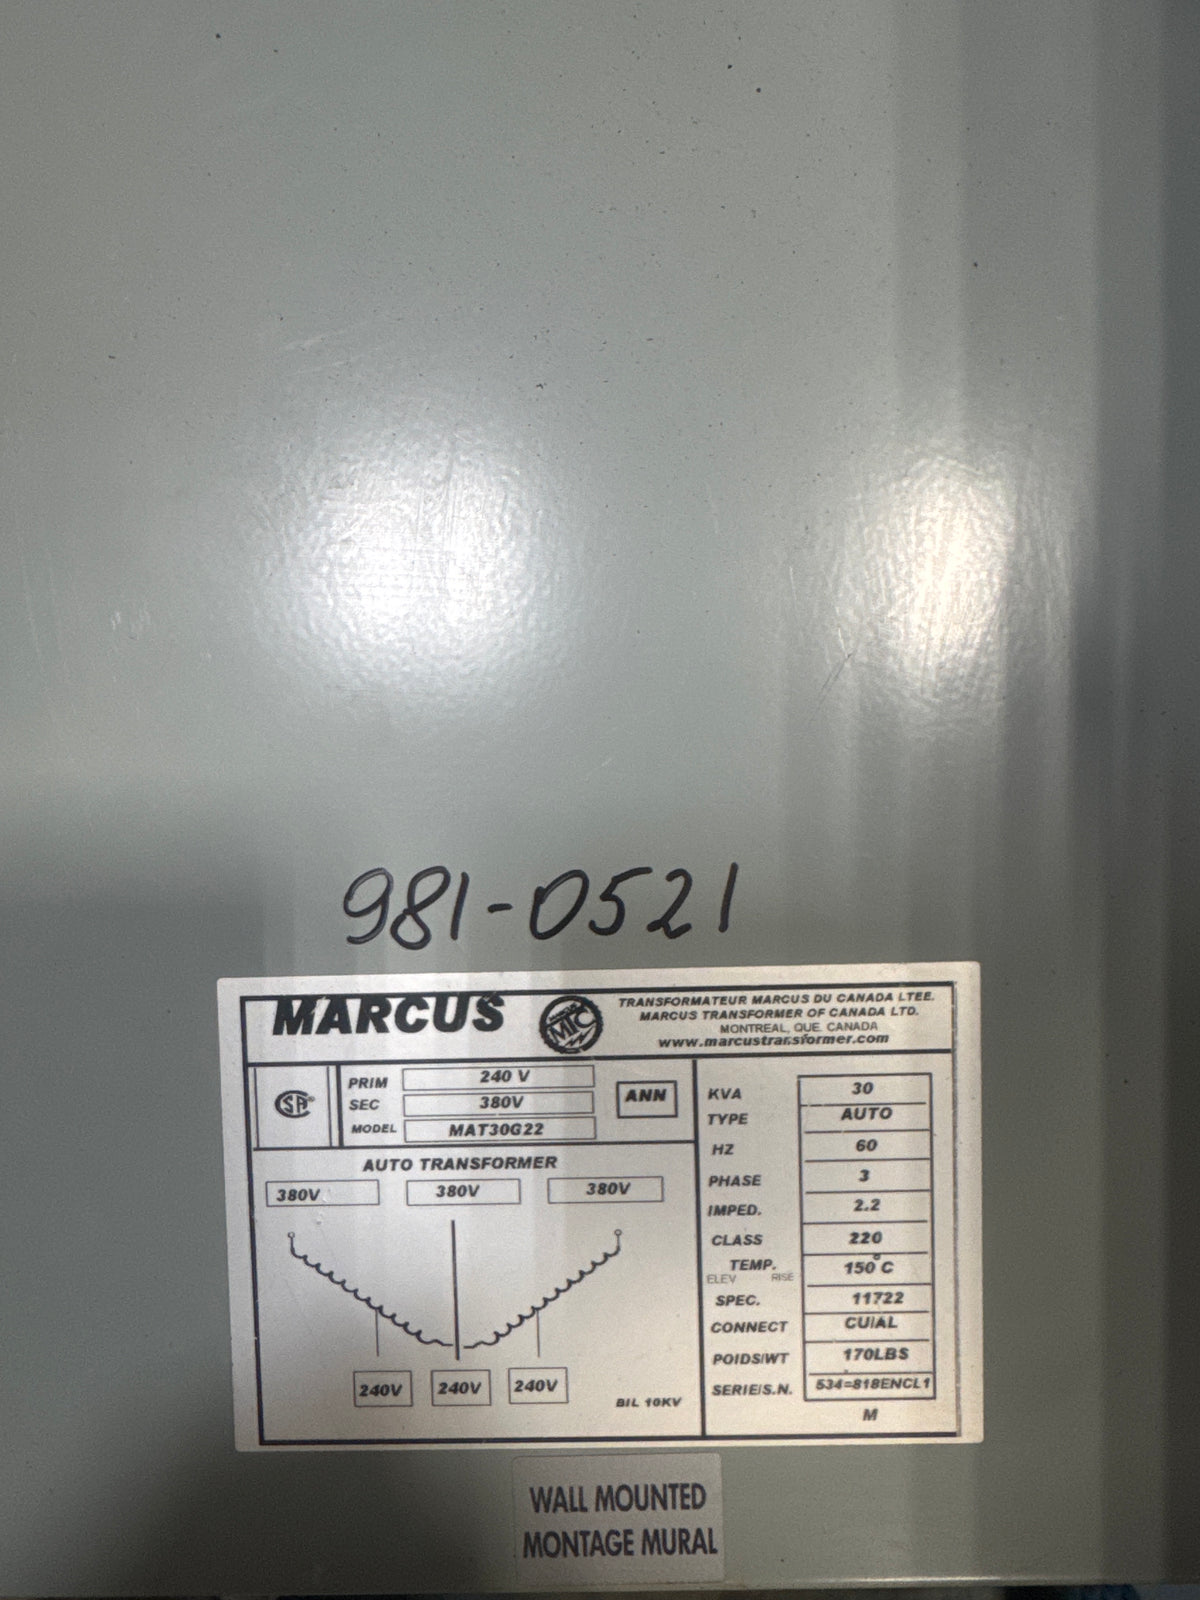 981-0521
MARCUS
MTC
TRANSFORMATEUR MARCUS DU CANADA LTEE.
MARCUS TRANSFORMER OF CANADA LTD.
MONTREAL, QUE. CANADA
www.marcustransformer.com
SA
PRIM 240 V
SEC 380V
MODEL MAT30G22
ANN
AUTO TRANSFORMER
380V 380V 380V
240V 240V 240V
BIL 10KV
KVA 30
TYPE AUTO
HZ 60
PHASE 3
IMPED. 2.2
CLASS 220
TEMP. 150°C
ELEV RISE
SPEC. 11722
CONNECT CU/AL
POIDS/WT 170LBS
SERIE/S.N. 534=818ENCL1
M
WALL MOUNTED
MONTAGE MURAL